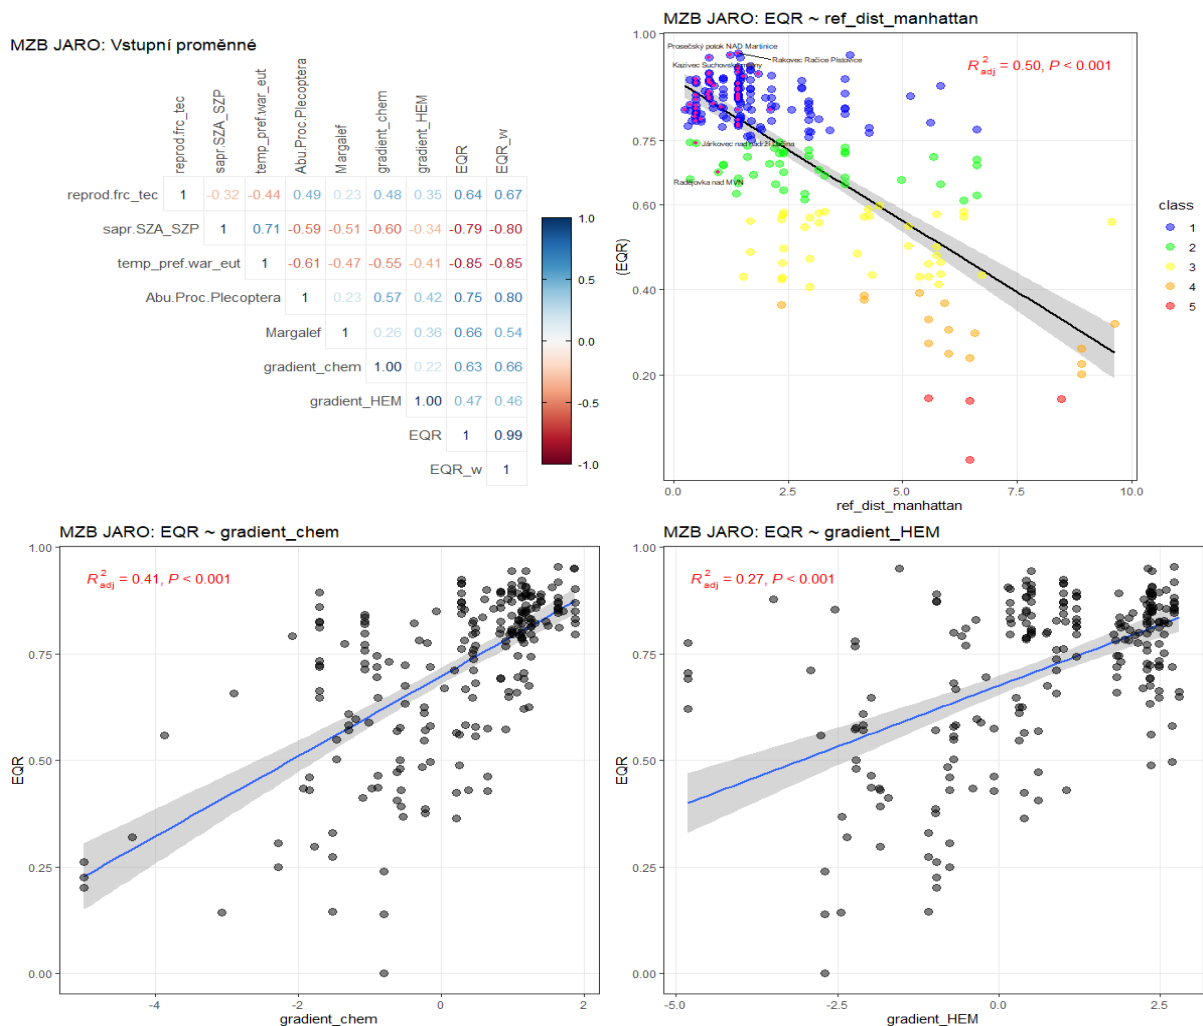 MZB JARO: Vstupní proměnné
reprod.frc_tec
sapr.SZA_SZP
temp_pref.war_eut
Abu.Proc.Plecoptera
Margalef
gradient_chem
gradient_HEM
EQR
EQR_w
reprod.frc_tec 1 -0.32 -0.44 0.49 0.23 0.48 0.35 0.64 0.67
sapr.SZA_SZP 1 0.71 -0.59 -0.51 -0.60 -0.34 -0.79 -0.80
temp_pref.war_eut 1 -0.61 -0.47 -0.55 -0.41 -0.85 -0.85
Abu.Proc.Plecoptera 1 0.23 0.57 0.42 0.75 0.80
Margalef 1 0.26 0.36 0.66 0.54
gradient_chem 1.00 0.22 0.63 0.66
gradient_HEM 1.00 0.47 0.46
EQR 1 0.99
EQR_w 1
1.0
0.5
0.0
-0.5
-1.0
MZB JARO: EQR ~ ref_dist_manhattan
1.00
0.75
0.60
0.40
0.20
(EQR)
Prosečský potok NAD Martinice
Rakovec Račice Pístovice
R²adj = 0.50, P < 0.001
Radějovka nad MVN
0.0 2.5 5.0 7.5 10.0
ref_dist_manhattan
class
1
2
3
4
5
MZB JARO: EQR ~ gradient_chem
R²adj = 0.41, P < 0.001
1.00
0.75
0.50
0.25
0.00
EQR
-4 -2 0 2
gradient_chem
MZB JARO: EQR ~ gradient_HEM
R²adj = 0.27, P < 0.001
1.00
0.75
0.50
0.25
0.00
EQR
-5.0 -2.5 0.0 2.5
gradient_HEM